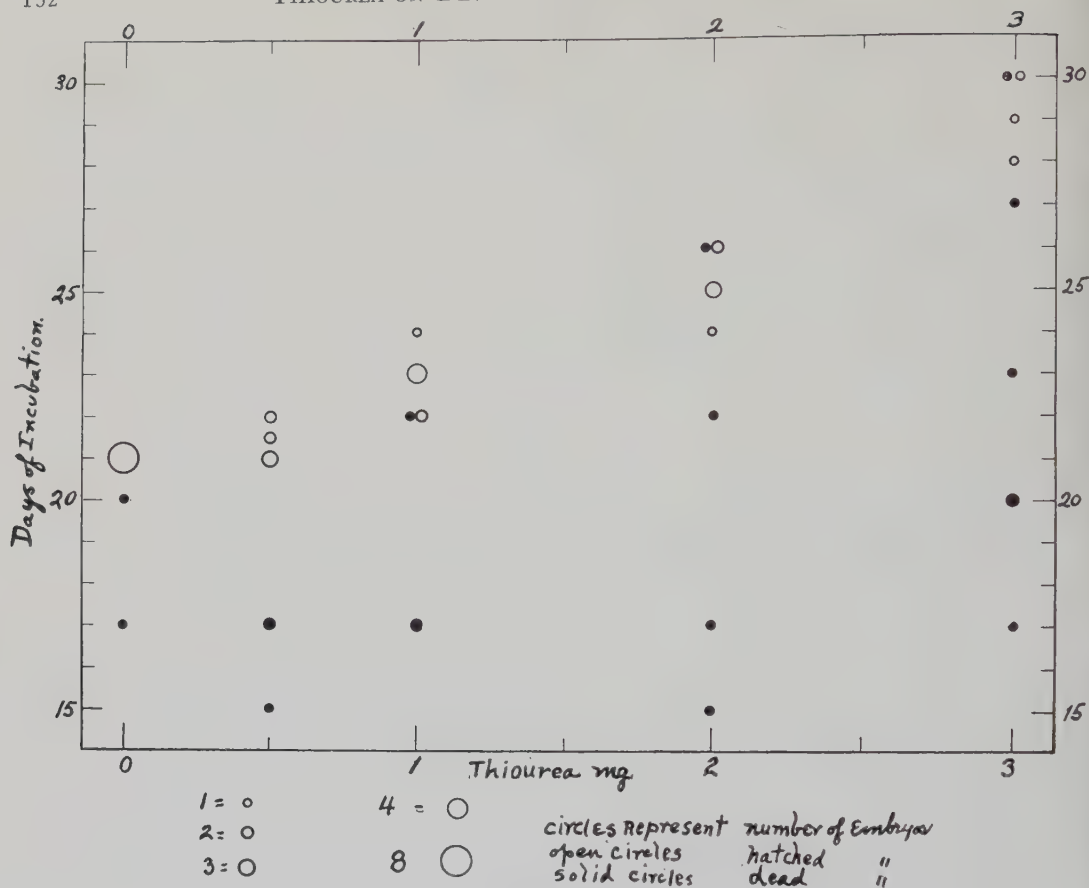 132
THIOUREA ON
0 1 2 3
30 30
25 25
20 20
15 15
Days of Incubation.
0 1 2 3
Thiourea mg
1 = o 4 = O
2 = o circles Represent number of Embryos
3 = O 8 O open circles hatched "
solid circles dead "